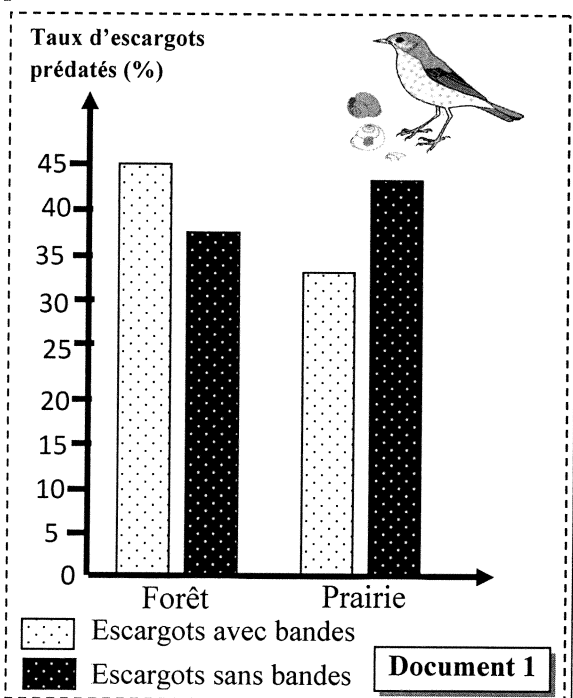 Taux d'escargots
prédatés (%)
45
40
35
30
25
20
15
10
5
0
Forêt
Prairie
Escargots avec bandes
Escargots sans bandes
Document 1